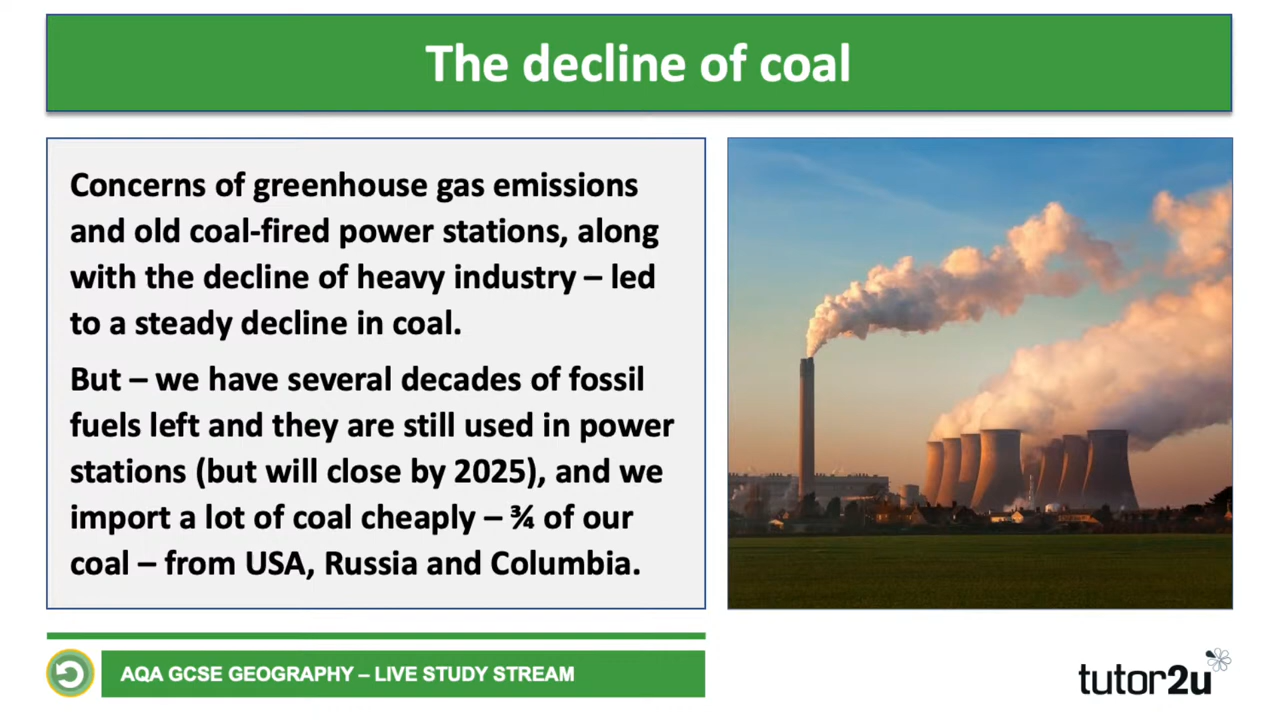 The decline of coal
Concerns of greenhouse gas emissions
and old coal-fired power stations, along
with the decline of heavy industry – led
to a steady decline in coal.
But – we have several decades of fossil
fuels left and they are still used in power
stations (but will close by 2025), and we
import a lot of coal cheaply – ¾ of our
coal – from USA, Russia and Columbia.
AQA GCSE GEOGRAPHY – LIVE STUDY STREAM
tutor2u